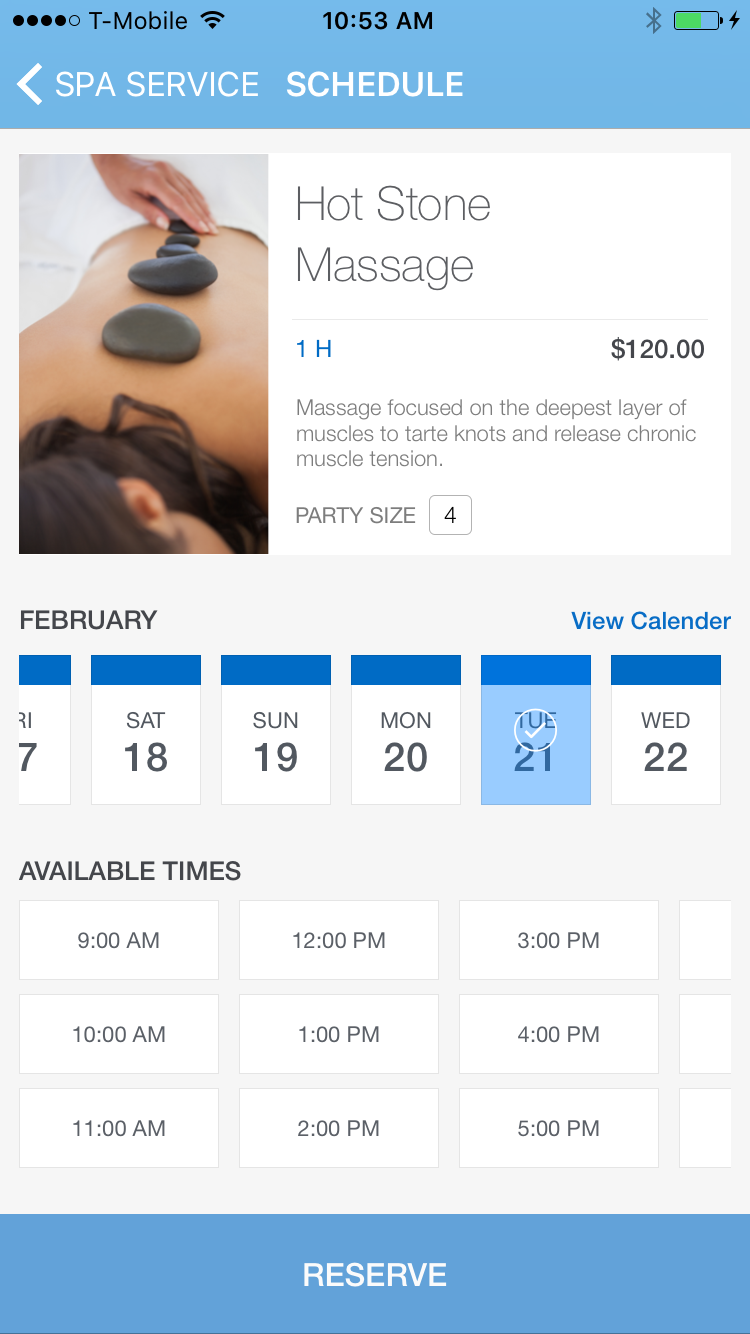 T-Mobile 10:53 AM
SPA SERVICE SCHEDULE
Hot Stone
Massage
1 H $120.00
Massage focused on the deepest layer of
muscles to tarte knots and release chronic
muscle tension.
PARTY SIZE 4
FEBRUARY View Calender
RI SAT SUN MON TUE WED
7 18 19 20 21 22
AVAILABLE TIMES
9:00 AM 12:00 PM 3:00 PM
10:00 AM 1:00 PM 4:00 PM
11:00 AM 2:00 PM 5:00 PM
RESERVE